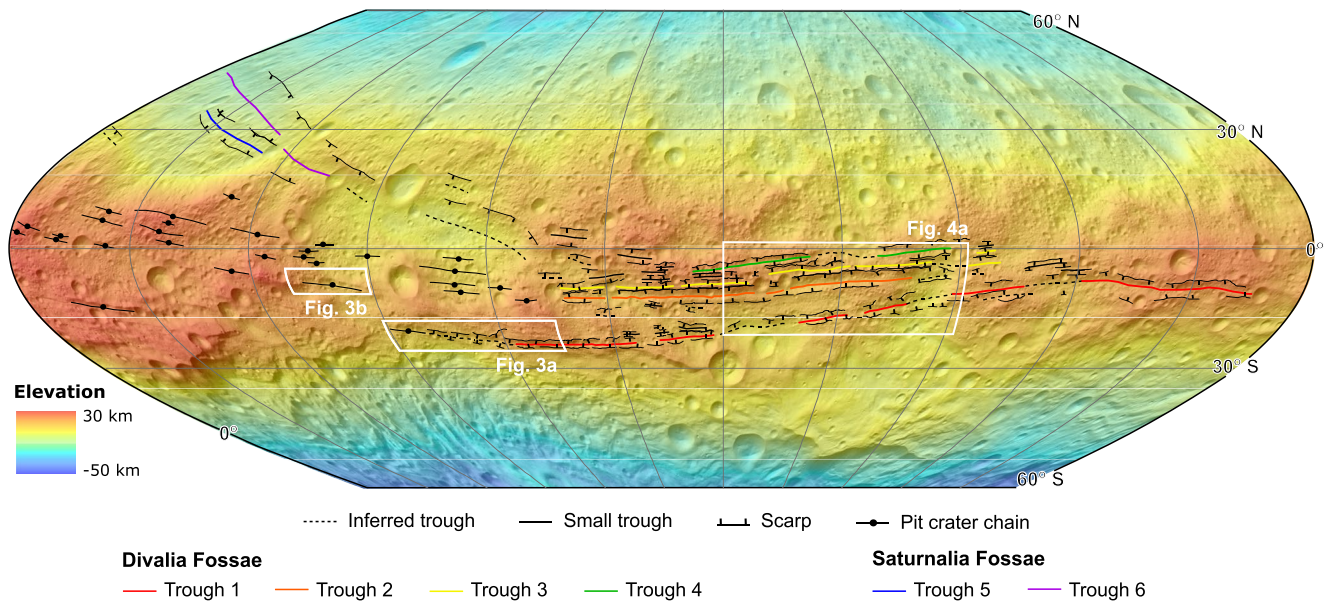 60° N
30° N
Fig. 4a
0°
Fig. 3b
Fig. 3a
30° S
Elevation
30 km
-50 km
0°
60° S
Inferred trough Small trough Scarp Pit crater chain
Divalia Fossae Saturnalia Fossae
Trough 1 Trough 2 Trough 3 Trough 4 Trough 5 Trough 6